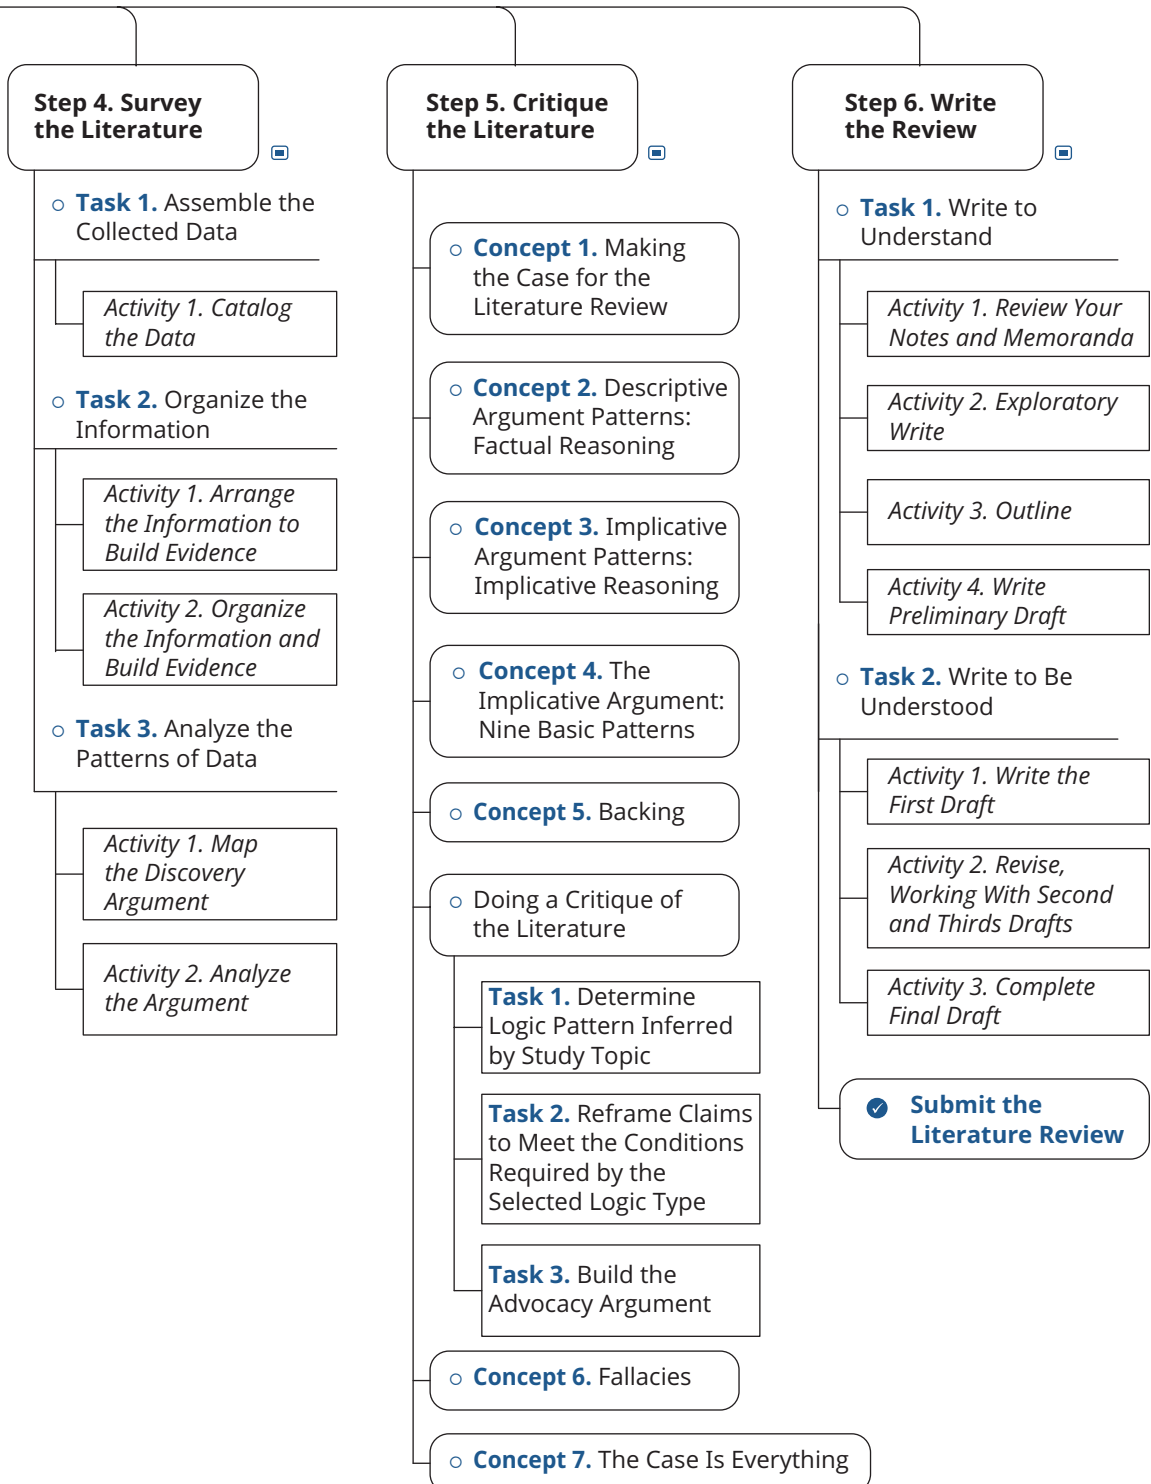 Step 4. Survey
the Literature
Task 1. Assemble the
Collected Data
Activity 1. Catalog
the Data
Task 2. Organize the
Information
Activity 1. Arrange
the Information to
Build Evidence
Activity 2. Organize
the Information and
Build Evidence
Task 3. Analyze the
Patterns of Data
Activity 1. Map
the Discovery
Argument
Activity 2. Analyze
the Argument
Step 5. Critique
the Literature
Concept 1. Making
the Case for the
Literature Review
Concept 2. Descriptive
Argument Patterns:
Factual Reasoning
Concept 3. Implicative
Argument Patterns:
Implicative Reasoning
Concept 4. The
Implicative Argument:
Nine Basic Patterns
Concept 5. Backing
Doing a Critique of
the Literature
Task 1. Determine
Logic Pattern Inferred
by Study Topic
Task 2. Reframe Claims
to Meet the Conditions
Required by the
Selected Logic Type
Task 3. Build the
Advocacy Argument
Concept 6. Fallacies
Concept 7. The Case Is Everything
Step 6. Write
the Review
Task 1. Write to
Understand
Activity 1. Review Your
Notes and Memoranda
Activity 2. Exploratory
Write
Activity 3. Outline
Activity 4. Write
Preliminary Draft
Task 2. Write to Be
Understood
Activity 1. Write the
First Draft
Activity 2. Revise,
Working With Second
and Thirds Drafts
Activity 3. Complete
Final Draft
Submit the
Literature Review